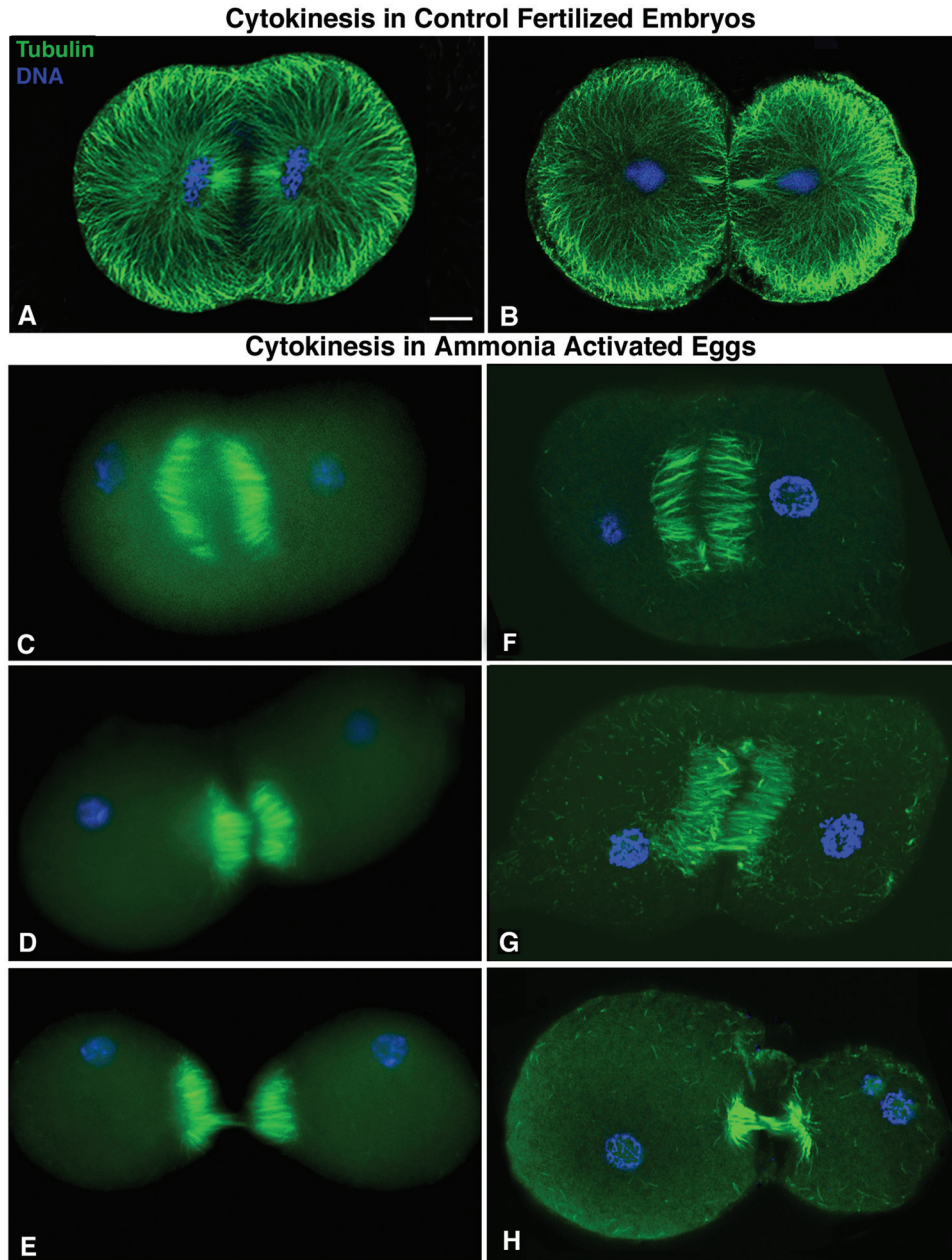 Cytokinesis in Control Fertilized Embryos
Tubulin
DNA
A
B
Cytokinesis in Ammonia Activated Eggs
C
F
D
G
E
H